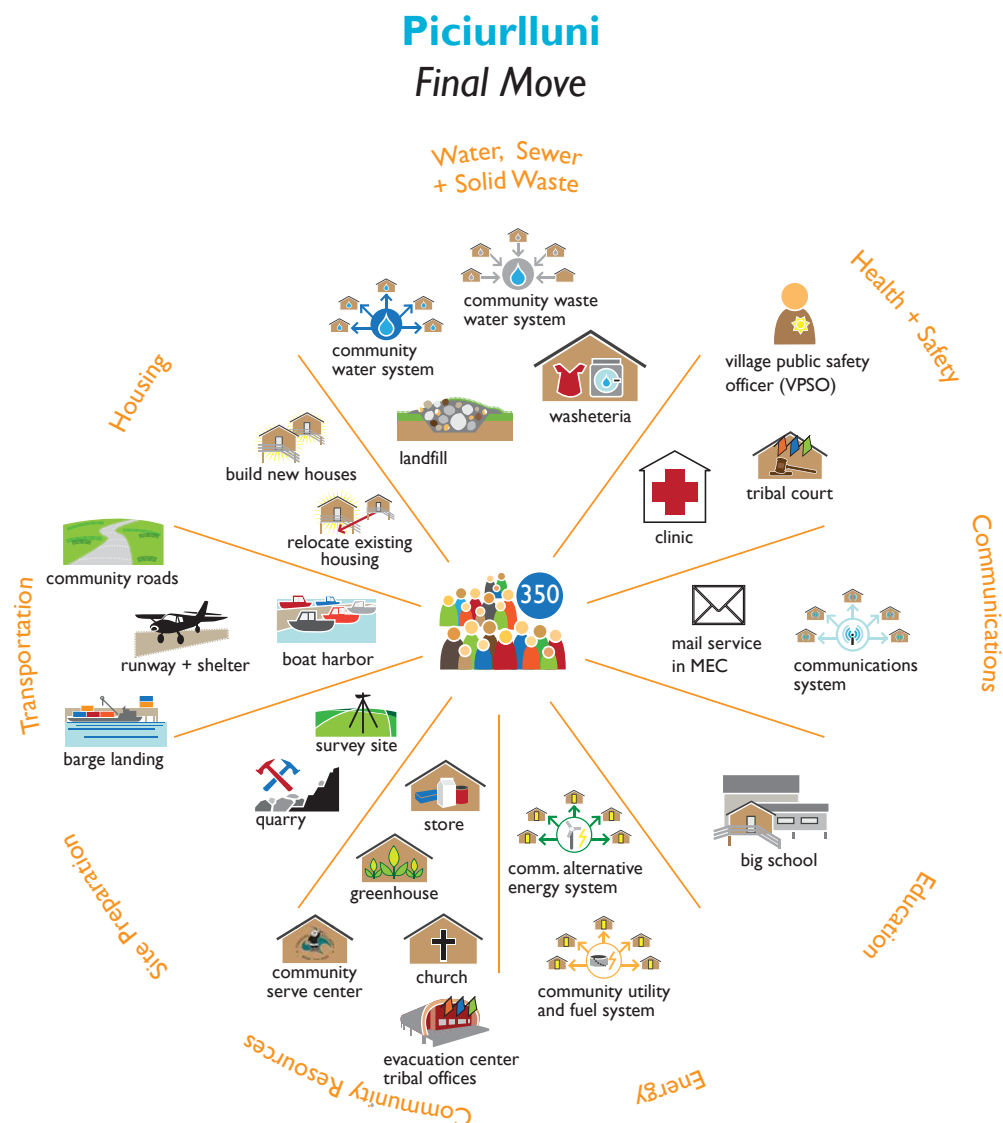 Piciurlluni
Final Move
Water, Sewer
+ Solid Waste
community waste
water system
community
water system
washeteria
landfill
Health + Safety
village public safety
officer (VPSO)
tribal court
clinic
Communications
mail service
in MEC
communications
system
Education
big school
Energy
comm. alternative
energy system
community utility
and fuel system
Community Resources
store
greenhouse
community
serve center
church
evacuation center
tribal offices
Site Preparation
survey site
quarry
Transportation
community roads
runway + shelter
boat harbor
barge landing
Housing
build new houses
relocate existing
housing
350